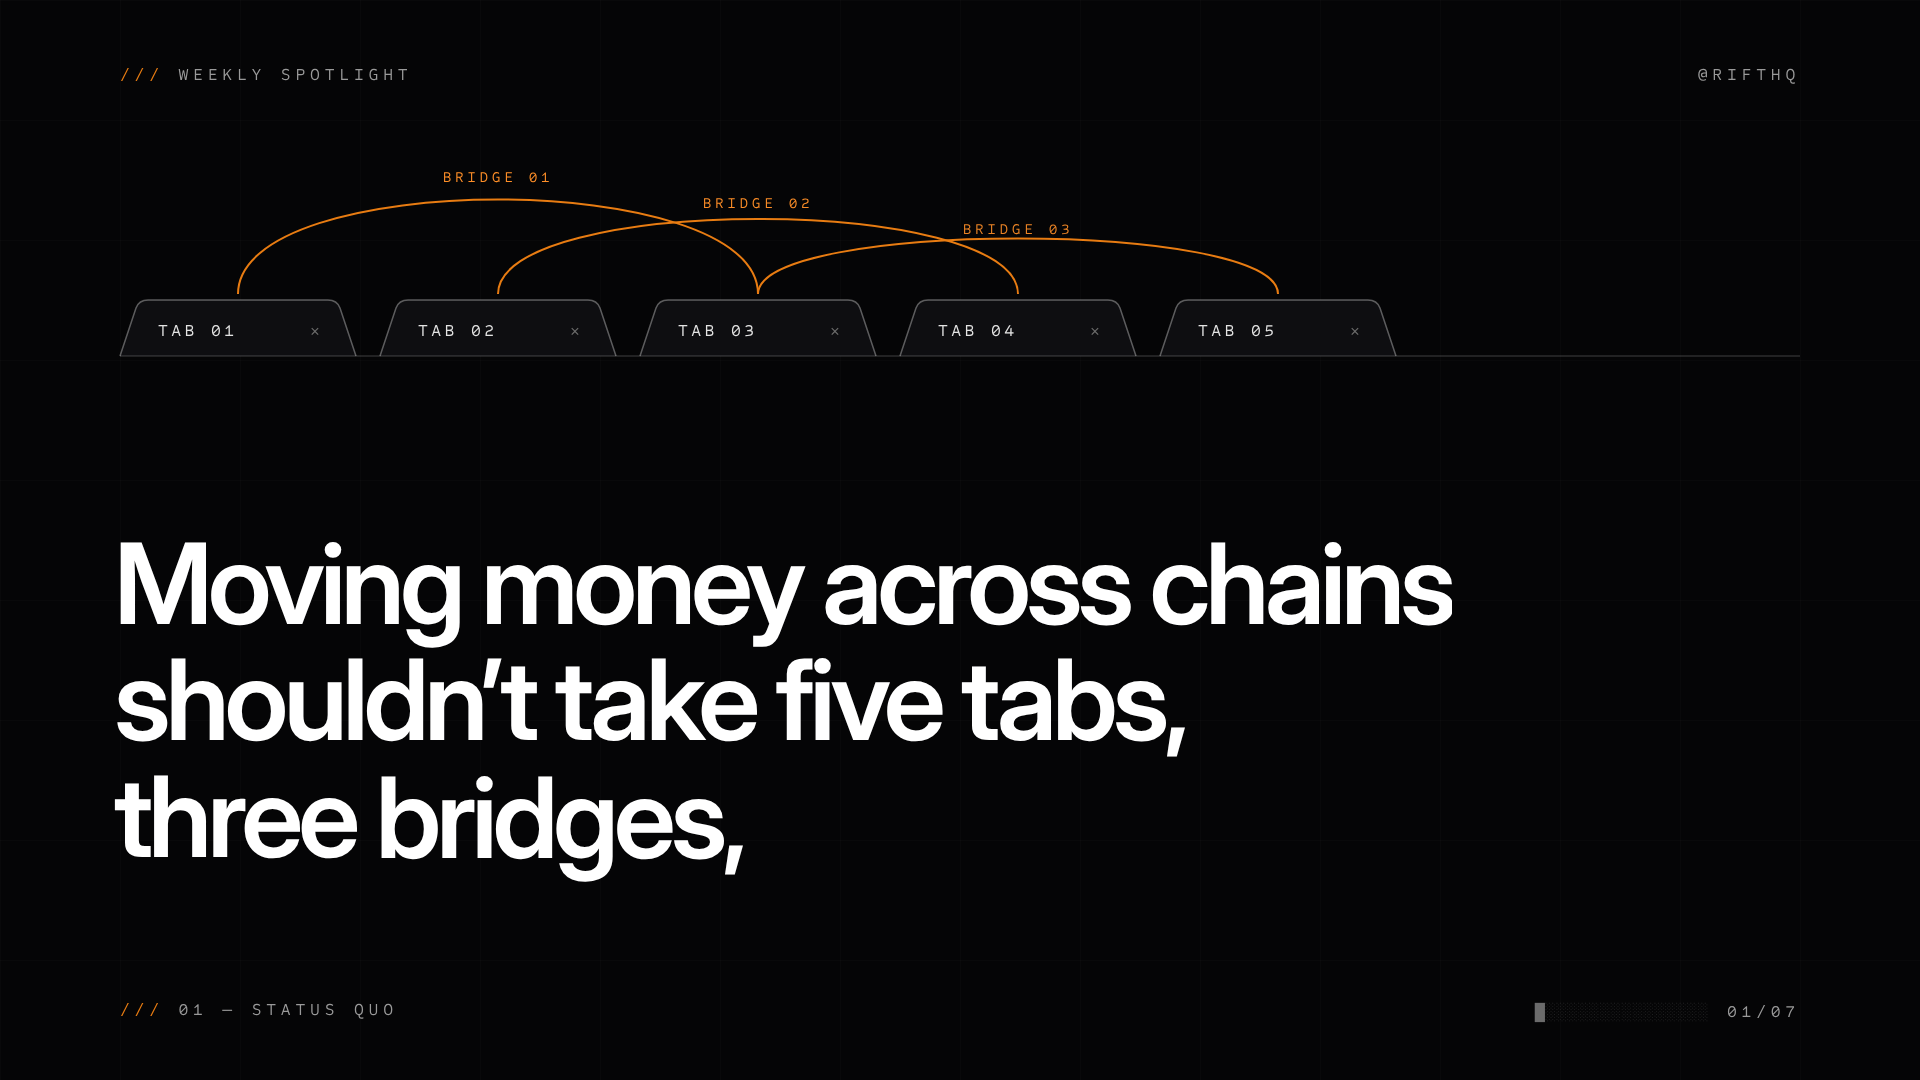 /// WEEKLY SPOTLIGHT
@RIFTHQ
BRIDGE 01
BRIDGE 02
BRIDGE 03
TAB 01 ×
TAB 02 ×
TAB 03 ×
TAB 04 ×
TAB 05 ×
Moving money across chains
shouldn’t take five tabs,
three bridges,
/// 01 — STATUS QUO
01/07